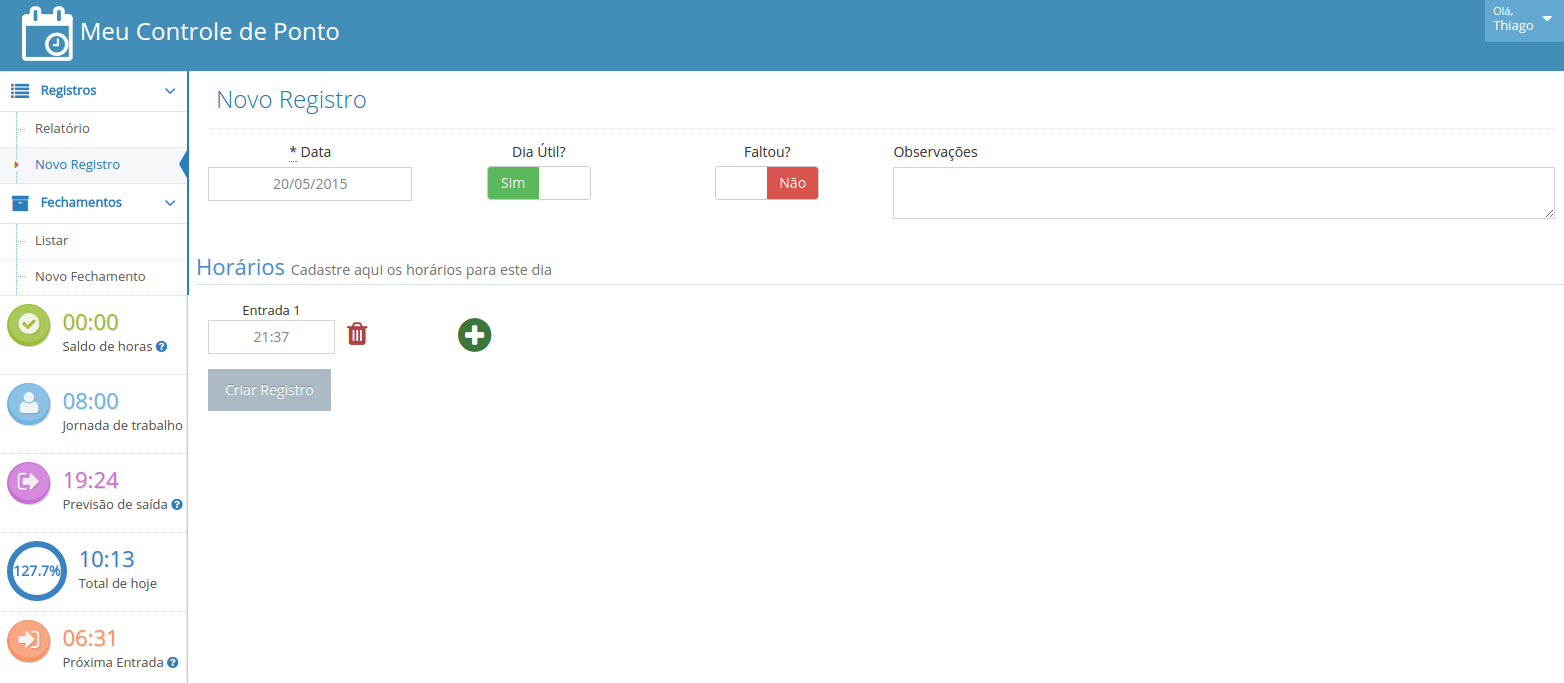 Meu Controle de Ponto
Olá,
Thiago
Registros
Relatório
Novo Registro
Fechamentos
Listar
Novo Fechamento
00:00
Saldo de horas
08:00
Jornada de trabalho
19:24
Previsão de saída
127.7%
10:13
Total de hoje
06:31
Próxima Entrada
Novo Registro
* Data
Dia Útil?
Faltou?
Observações
20/05/2015
Sim
Não
Horários Cadastre aqui os horários para este dia
Entrada 1
21:37
Criar Registro